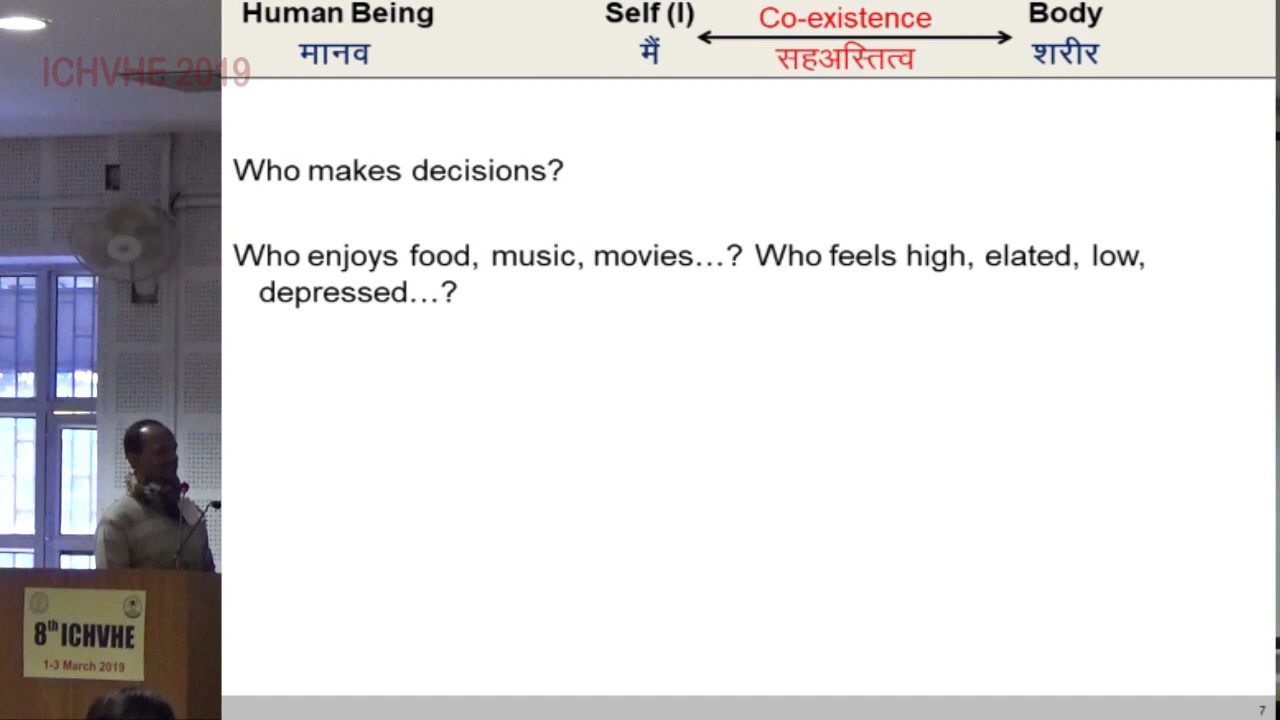 Human Being Self (I) Co-existence Body
मानव मैं सहअस्तित्व शरीर
ICHVHE 2019
Who makes decisions?
Who enjoys food, music, movies...? Who feels high, elated, low,
depressed...?
8th ICHVHE
1-3 March 2019
7